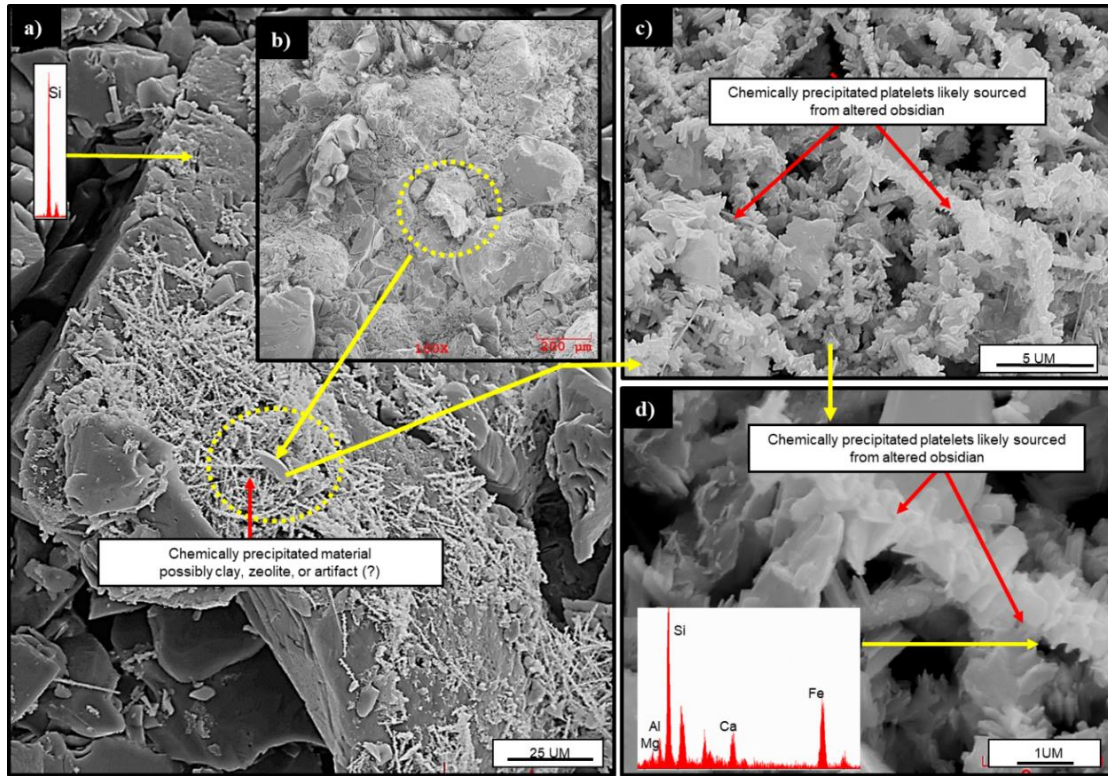 a)
Si
b)
100X
200 µm
Chemically precipitated material
possibly clay, zeolite, or artifact (?)
25 UM
c)
Chemically precipitated platelets likely sourced
from altered obsidian
5 UM
d)
Chemically precipitated platelets likely sourced
from altered obsidian
Si
Al
Mg
Ca
Fe
1UM